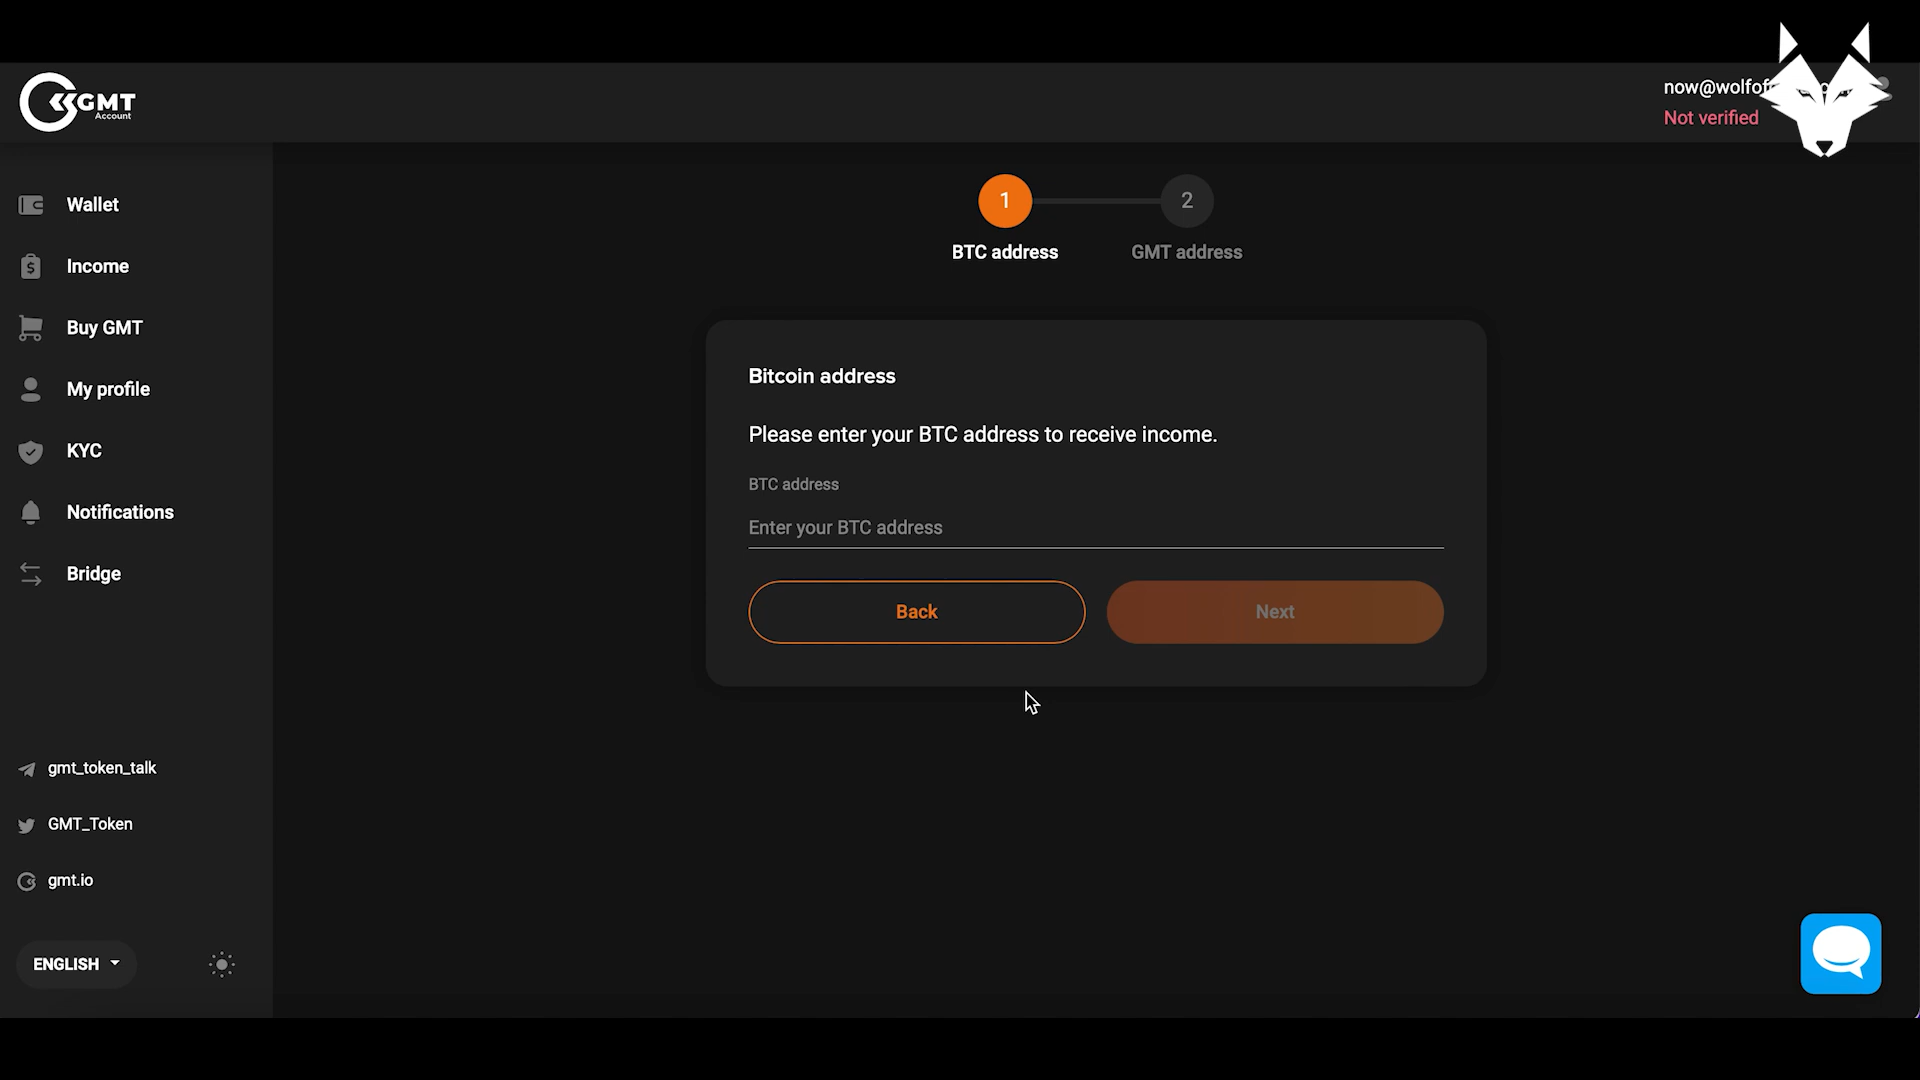 GMT
Account
Not verified
Wallet
Income
Buy GMT
My profile
KYC
Notifications
Bridge
gmt_token_talk
GMT_Token
gmt.io
ENGLISH
1
2
BTC address
GMT address
Bitcoin address
Please enter your BTC address to receive income.
BTC address
Enter your BTC address
Back
Next